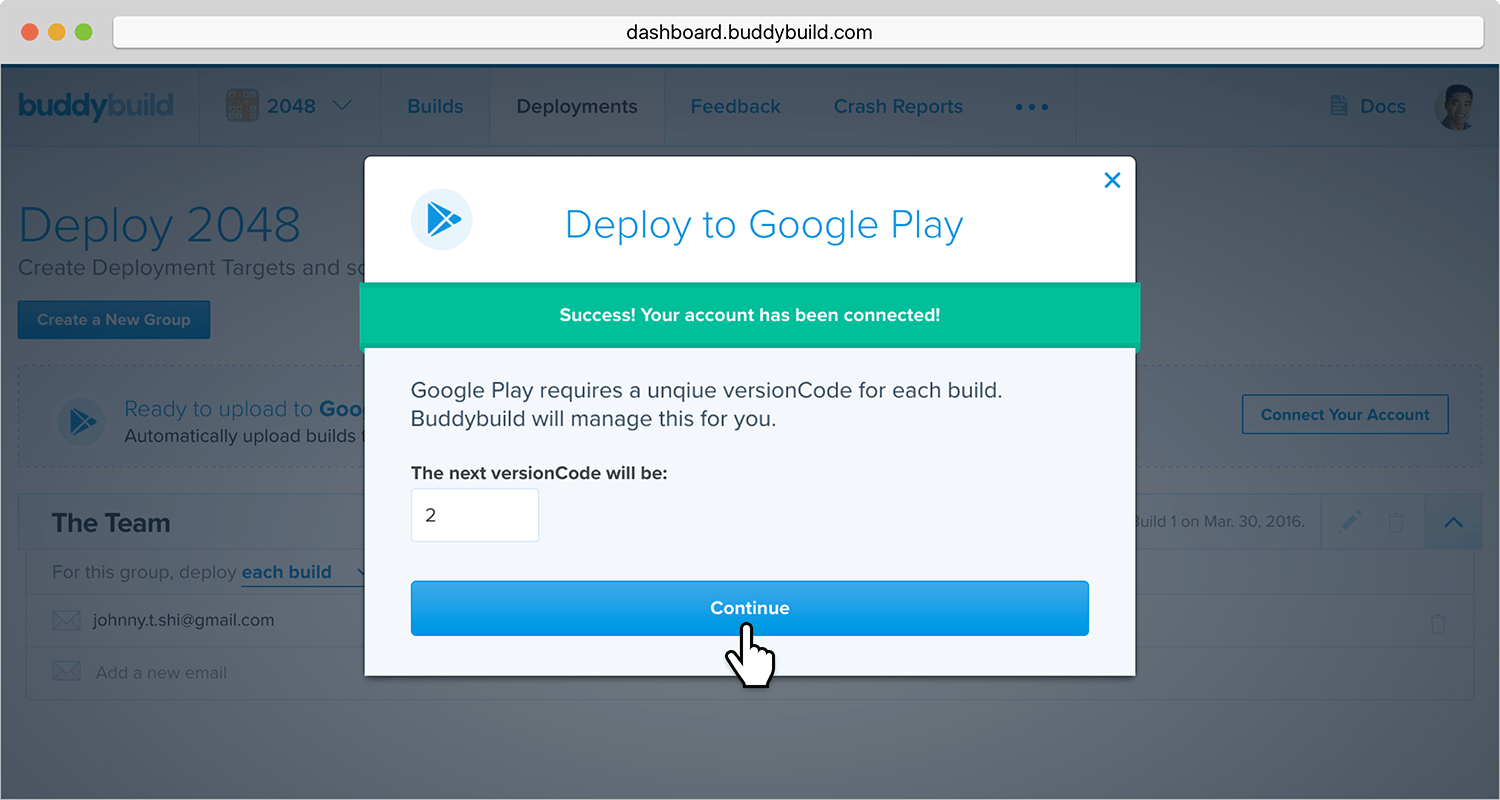 dashboard.buddybuild.com
buddybuild
2048
Builds
Deployments
Feedback
Crash Reports
Docs
Deploy 2048
Create Deployment Targets and
Create a New Group
Ready to upload to
Automatically upload builds
Connect Your Account
The Team
Build 1 on Mar. 30, 2016.
For this group, deploy each build
johnny.t.shi@gmail.com
Add a new email
Deploy to Google Play
Success! Your account has been connected!
Google Play requires a unqiue versionCode for each build.
Buddybuild will manage this for you.
The next versionCode will be:
2
Continue